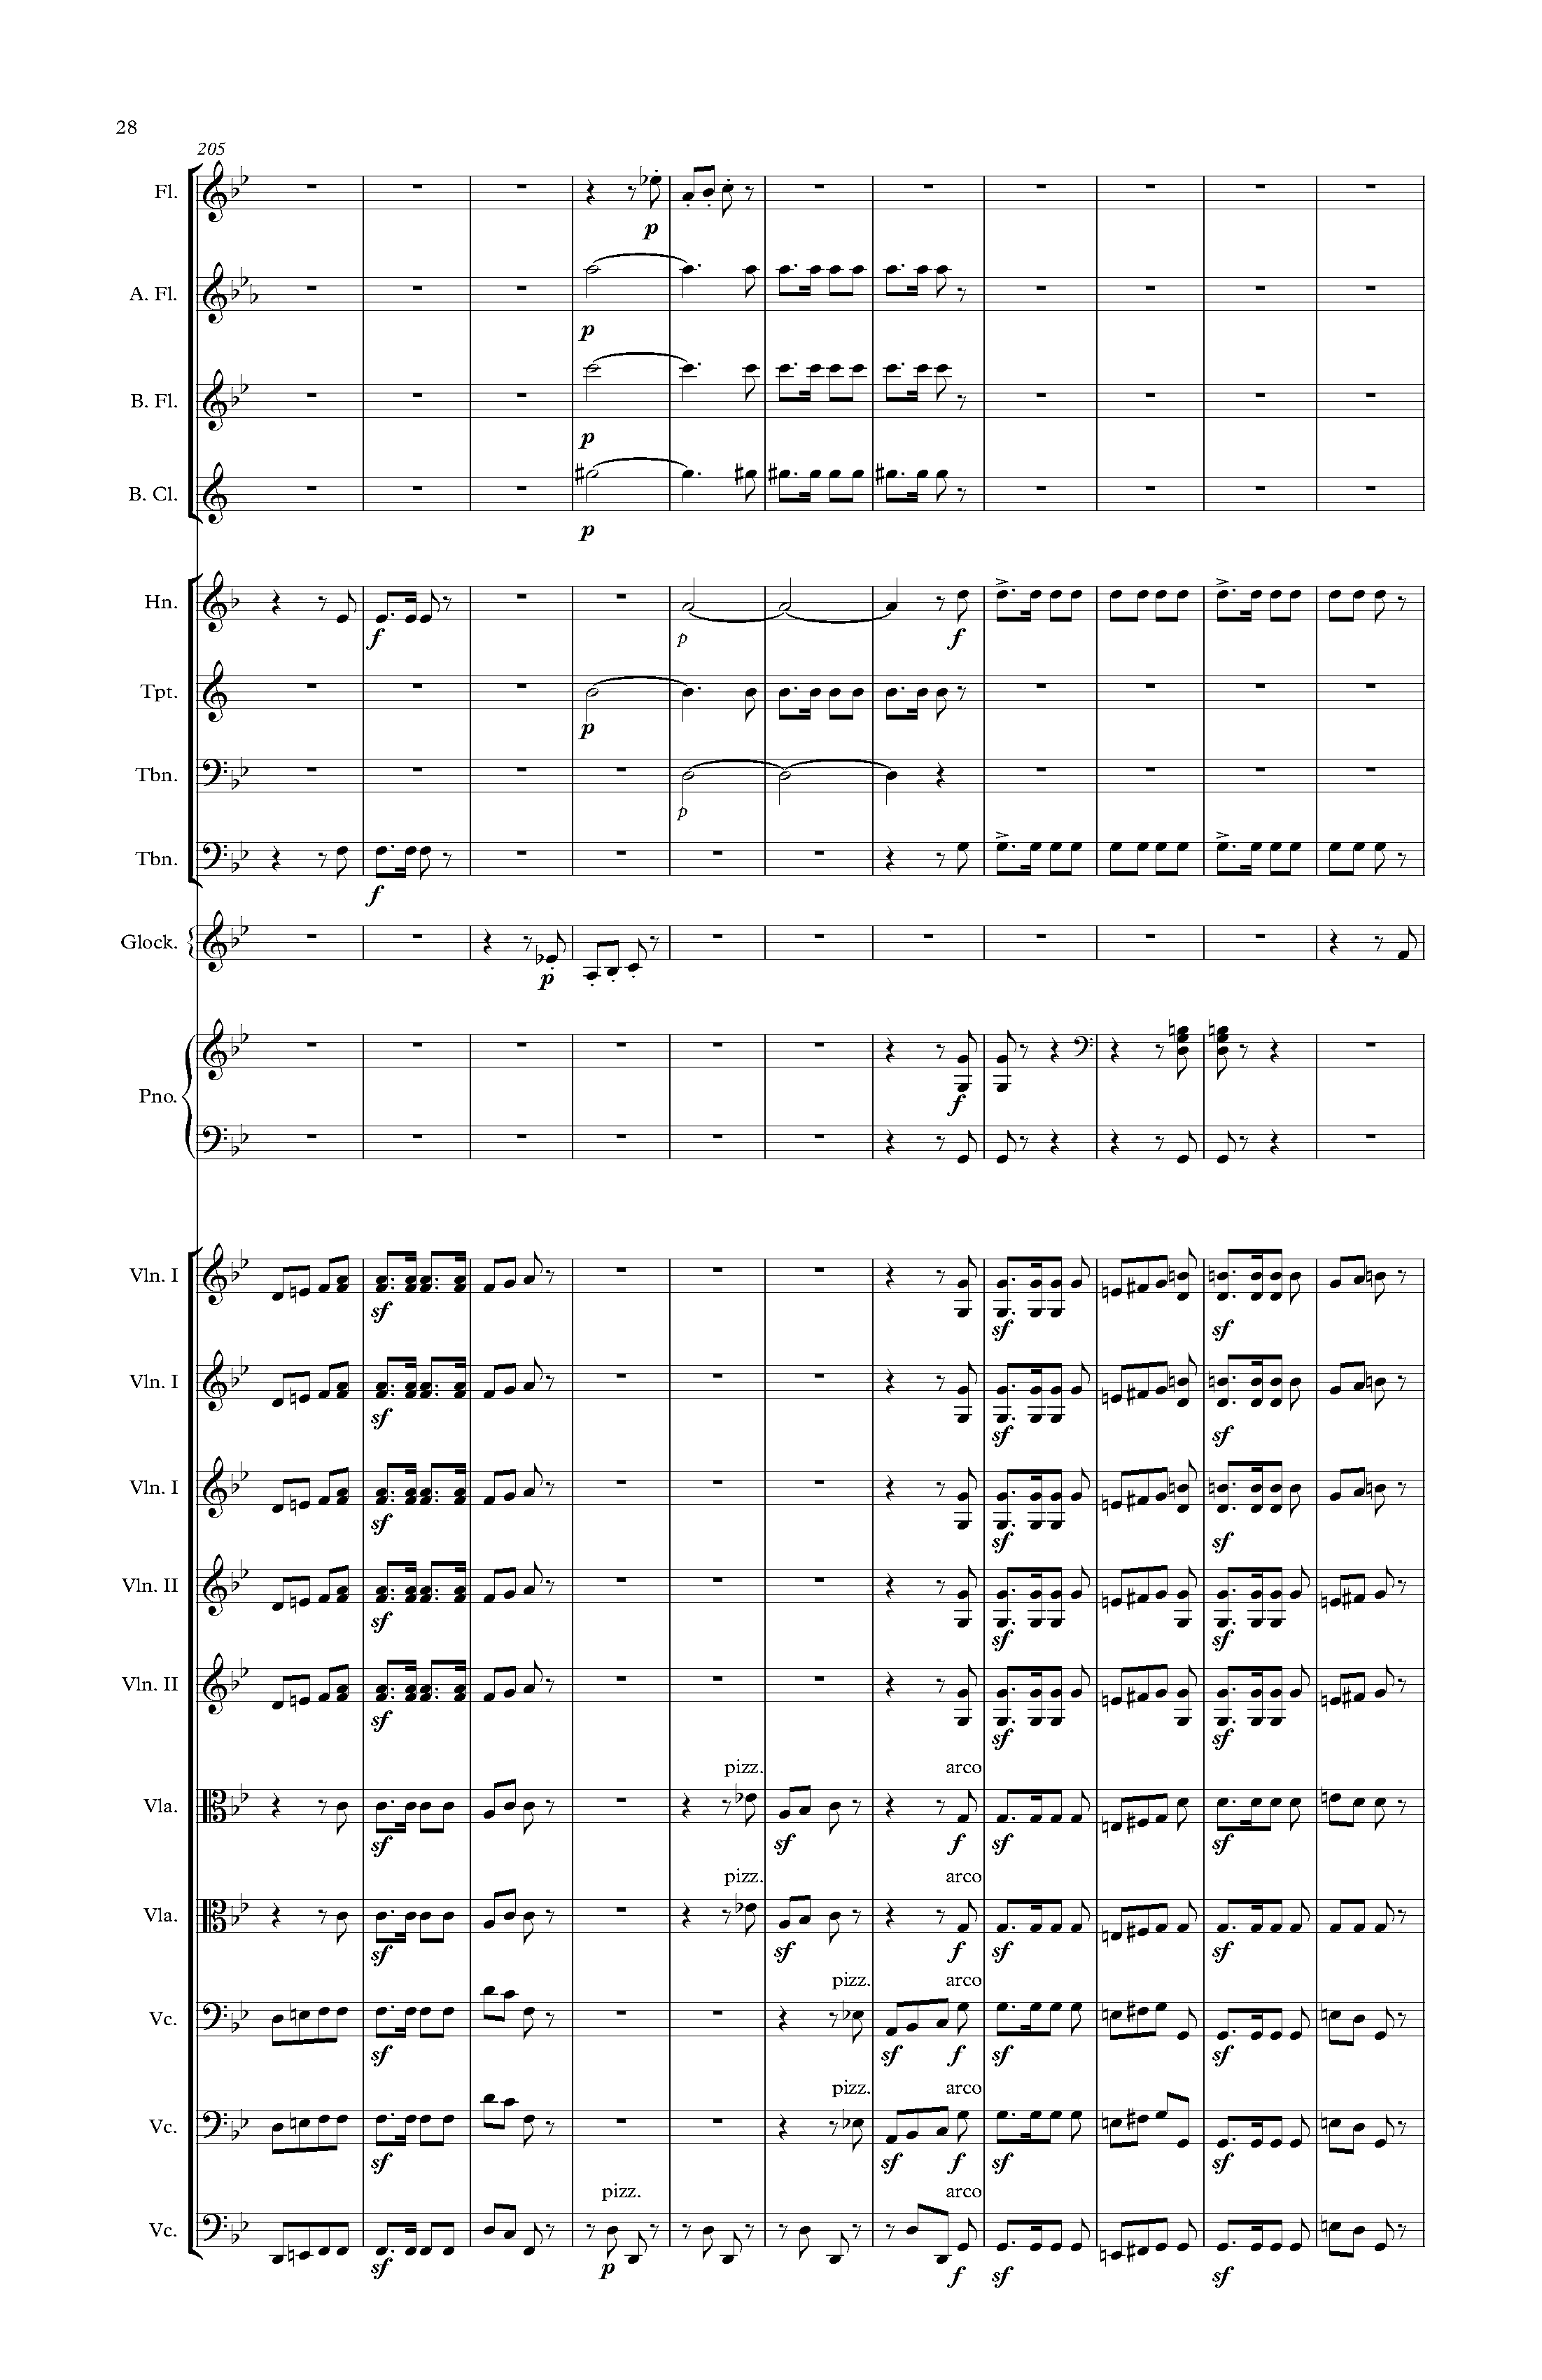 28
205
Fl.
p
A. Fl.
p
B. Fl.
p
B. Cl.
p
Hn.
f p f
Tpt.
p
Tbn.
p
Tbn.
f
Glock.
p
Pno.
f
Vln. I
sf sf sf
Vln. I
sf sf sf
Vln. I
sf sf sf
Vln. II
sf sf sf
Vln. II
sf sf sf
pizz. arco
Vla.
sf sf f sf sf
pizz. arco
Vla.
sf sf f sf sf
pizz. arco
Vc.
sf sf f sf sf
pizz. arco
Vc.
sf sf f sf sf
pizz. arco
Vc.
sf p f sf sf